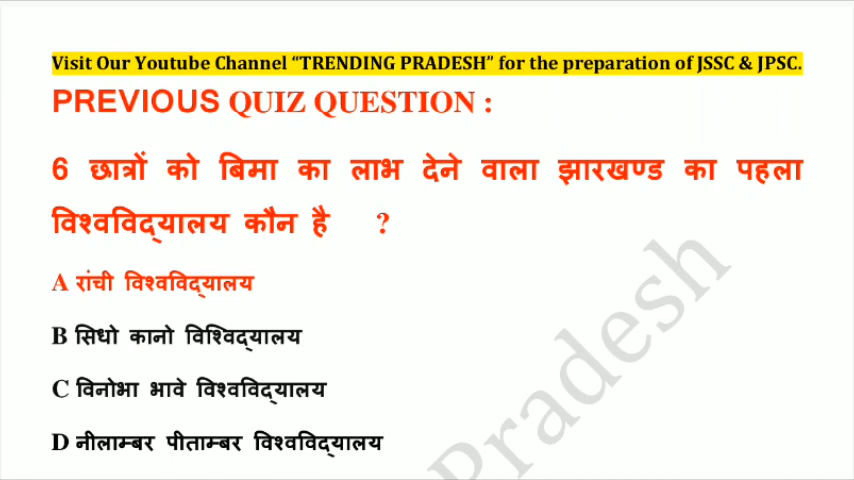 Visit Our Youtube Channel “TRENDING PRADESH” for the preparation of JSSC & JPSC.
PREVIOUS QUIZ QUESTION :
6 छात्रों को बिमा का लाभ देने वाला झारखण्ड का पहला
विश्वविद्यालय कौन है ?
A रांची विश्वविद्यालय
B सिधो कानो विश्विद्यालय
C विनोभा भावे विश्वविद्यालय
D नीलाम्बर पीताम्बर विश्वविद्यालय
Pradesh